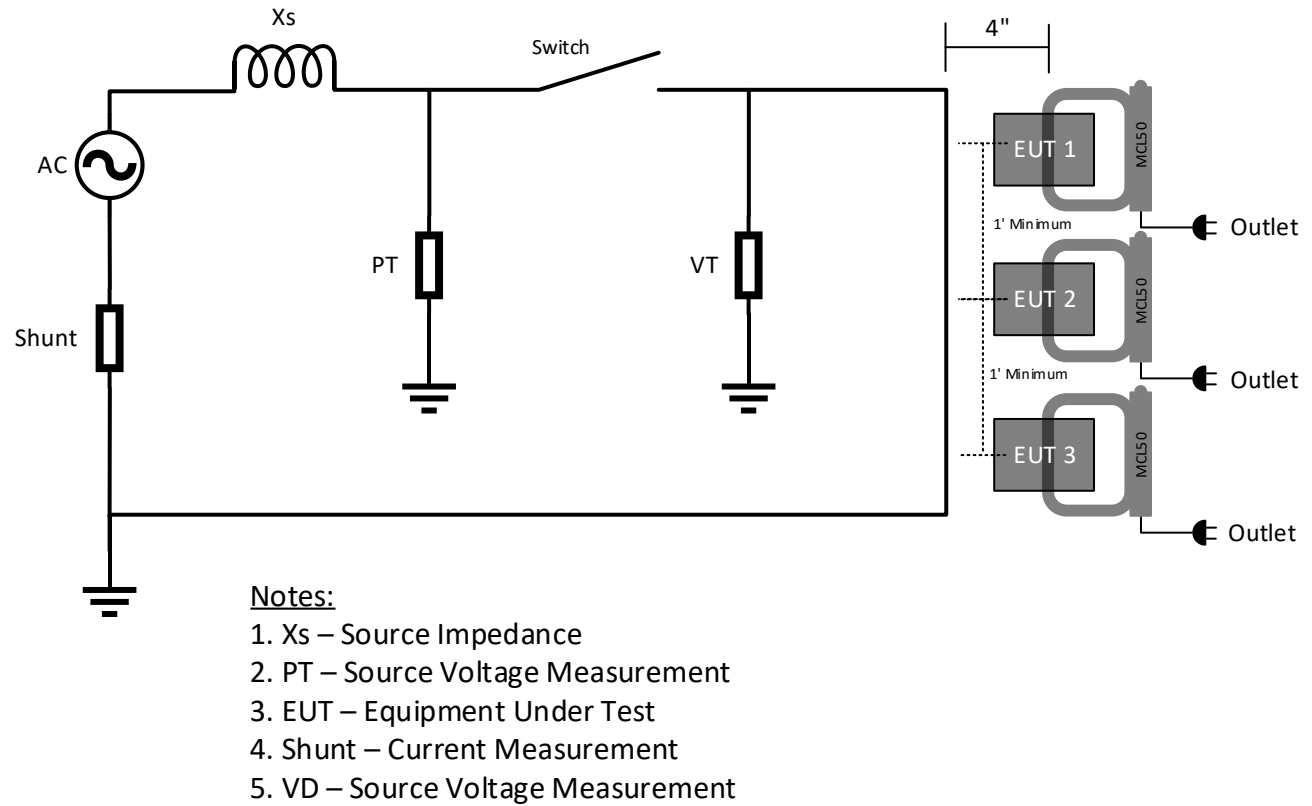 Xs
Switch
4"
AC
EUT 1
MCL50
1' Minimum
Outlet
PT
VT
EUT 2
MCL50
Shunt
1' Minimum
Outlet
EUT 3
MCL50
Outlet
Notes:
1. Xs – Source Impedance
2. PT – Source Voltage Measurement
3. EUT – Equipment Under Test
4. Shunt – Current Measurement
5. VD – Source Voltage Measurement